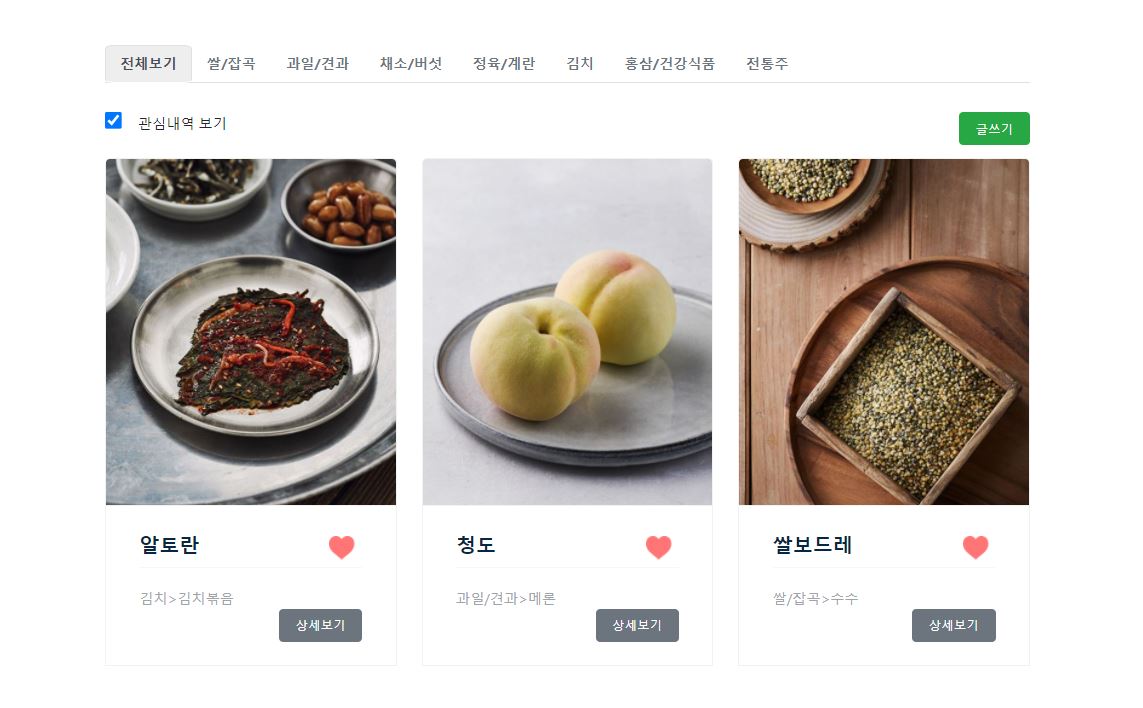 전체보기 쌀/잡곡 과일/견과 채소/버섯 정육/계란 김치 홍삼/건강식품 전통주
관심내역 보기
글쓰기
알토란
김치>김치볶음
상세보기
청도
과일/견과>메론
상세보기
쌀보드레
쌀/잡곡>수수
상세보기